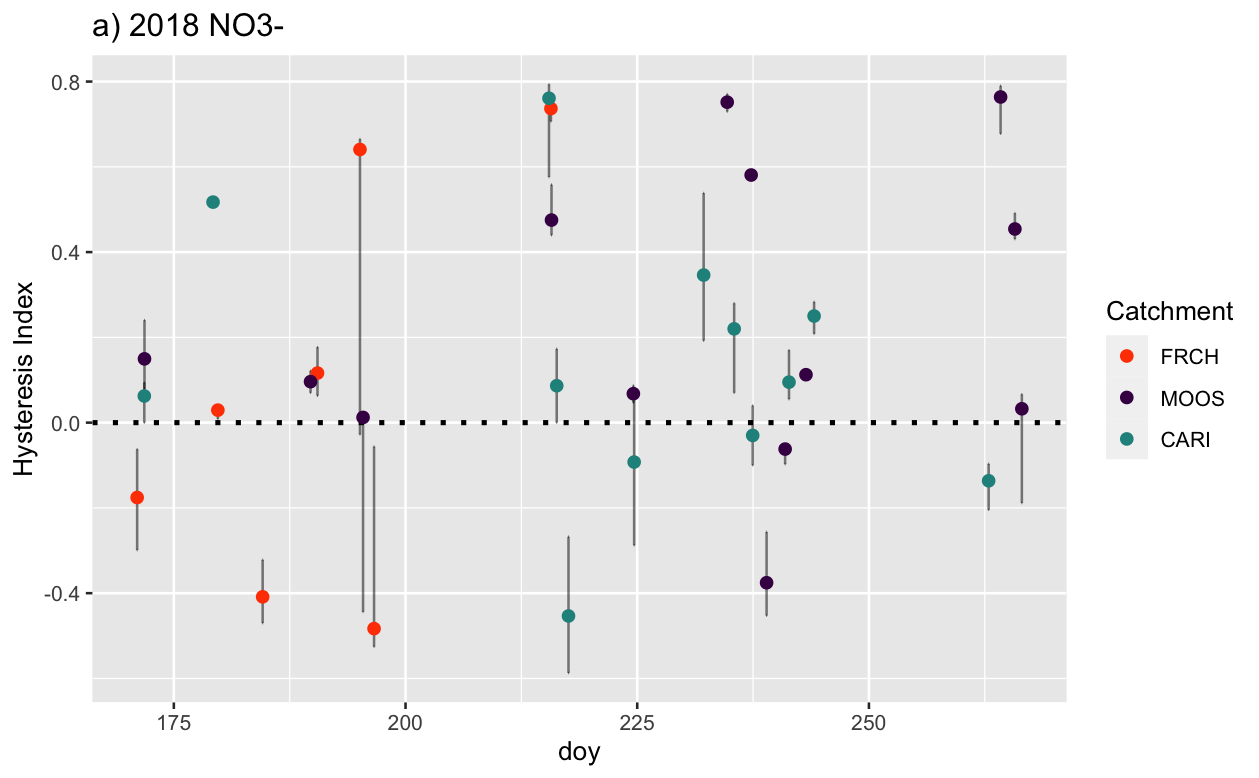 a) 2018 NO3-
0.8
0.4
0.0
-0.4
Hysteresis Index
175
200
225
250
doy
Catchment
FRCH
MOOS
CARI